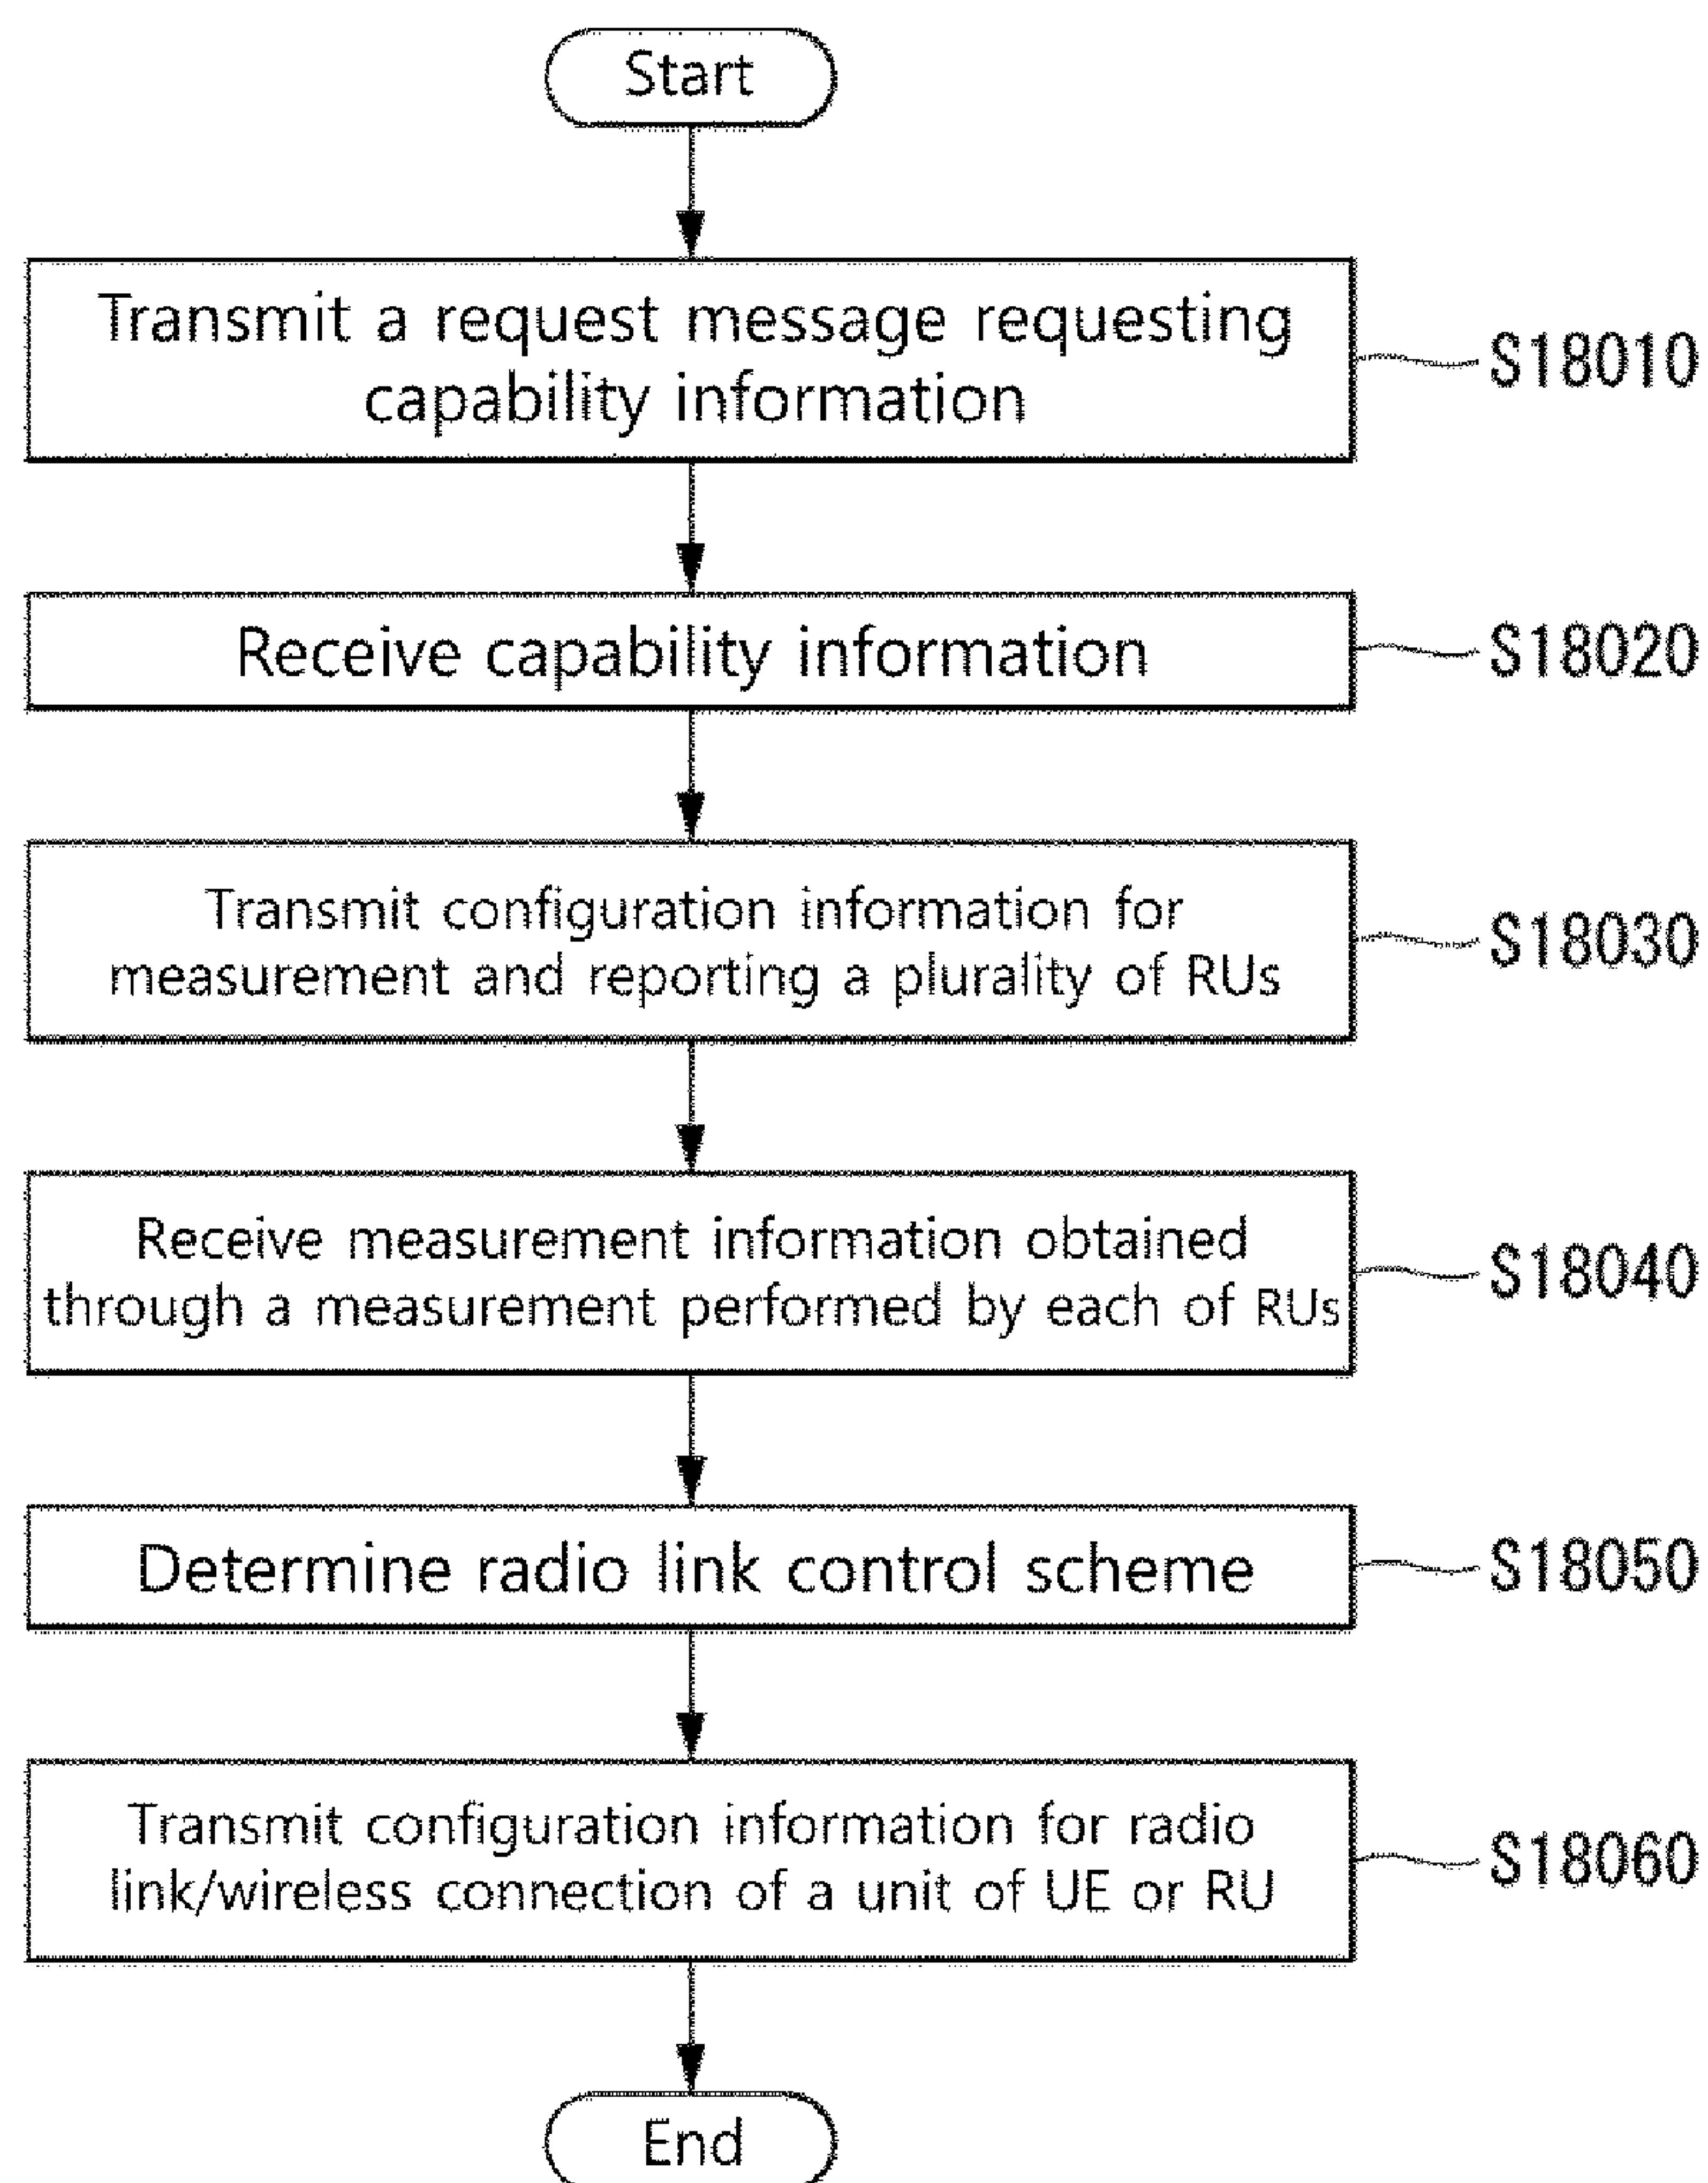 Start
Transmit a request message requesting
capability information
S18010
Receive capability information
S18020
Transmit configuration information for
measurement and reporting a plurality of RUs
S18030
Receive measurement information obtained
through a measurement performed by each of RUs
S18040
Determine radio link control scheme
S18050
Transmit configuration information for radio
link/wireless connection of a unit of UE or RU
S18060
End